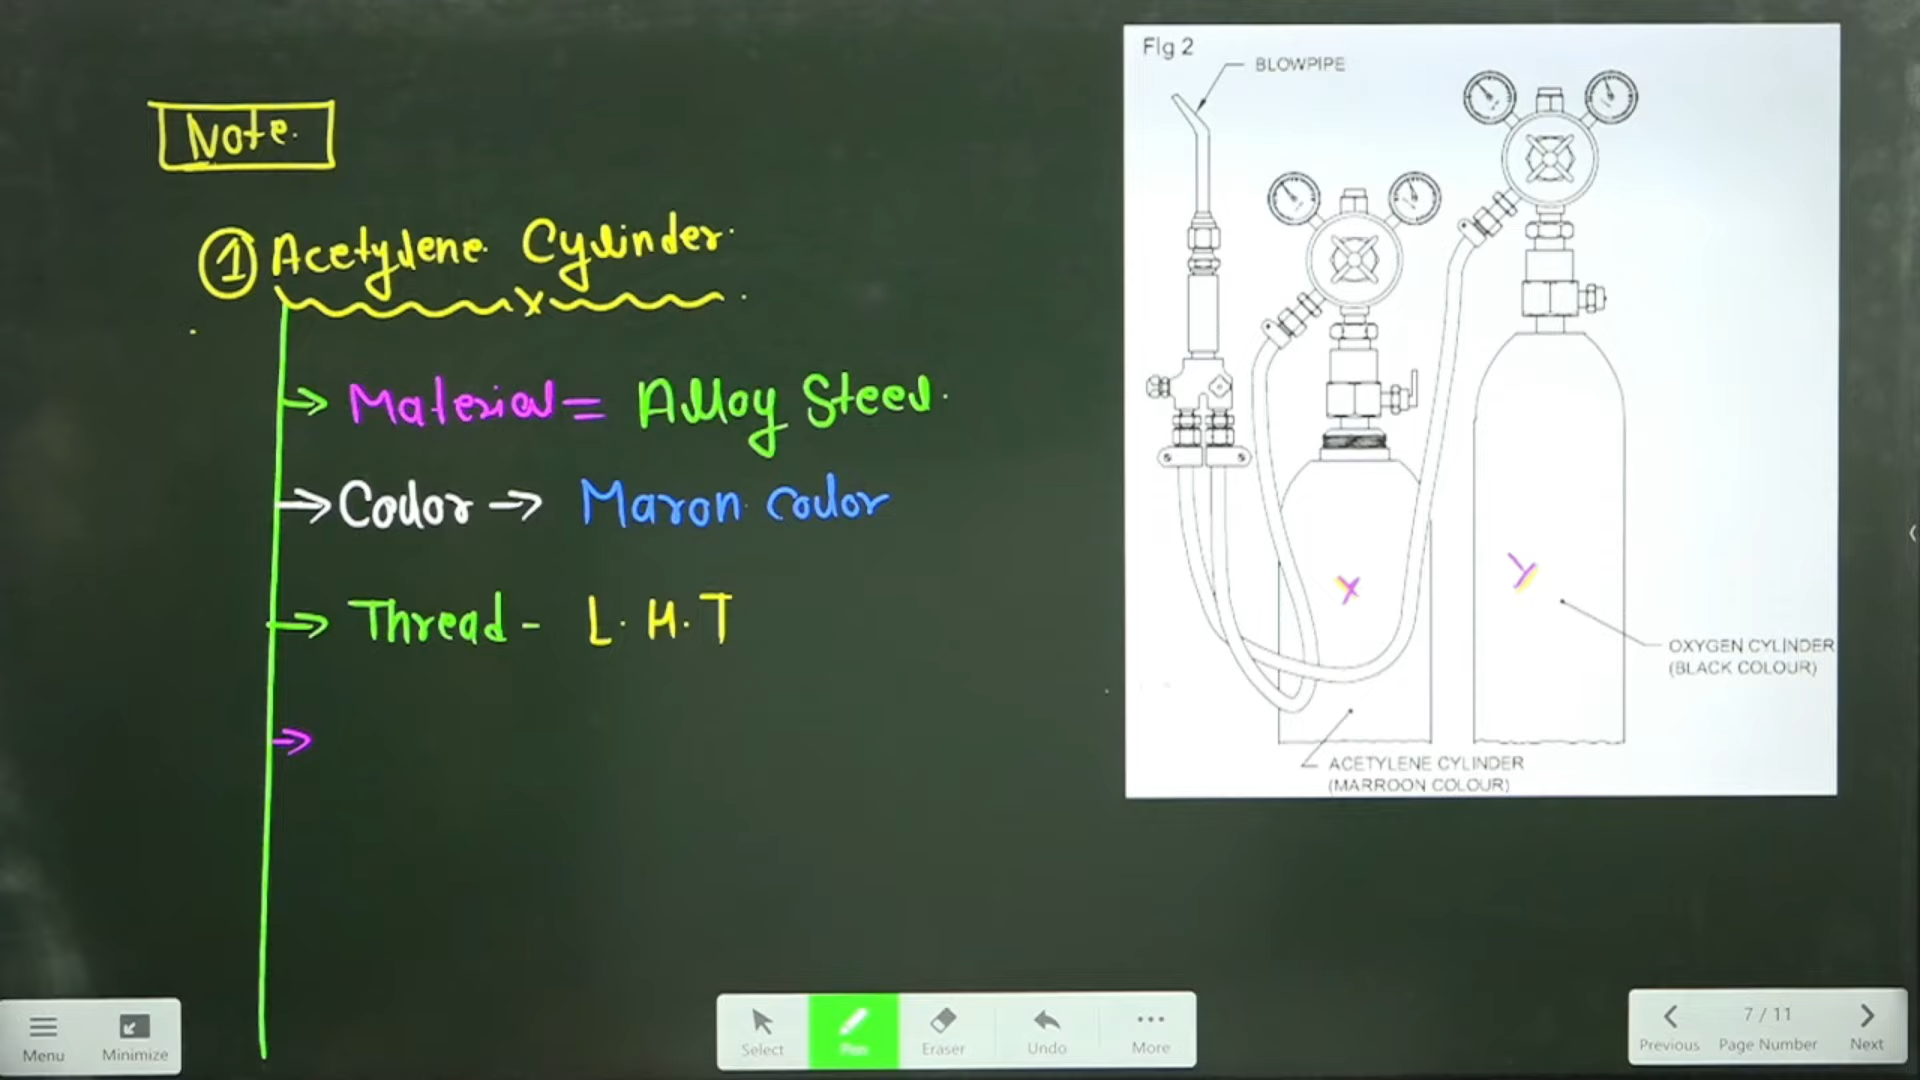 Note.
① Acetylene Cylinder
→ Material = Alloy Steel.
→ Color → Maron color
→ Thread - L.H.T
→
Fig 2
BLOWPIPE
OXYGEN CYLINDER
(BLACK COLOUR)
ACETYLENE CYLINDER
(MARROON COLOUR)
Menu
Minimize
Select
Pen
Eraser
Undo
More
Previous
7 / 11
Page Number
Next